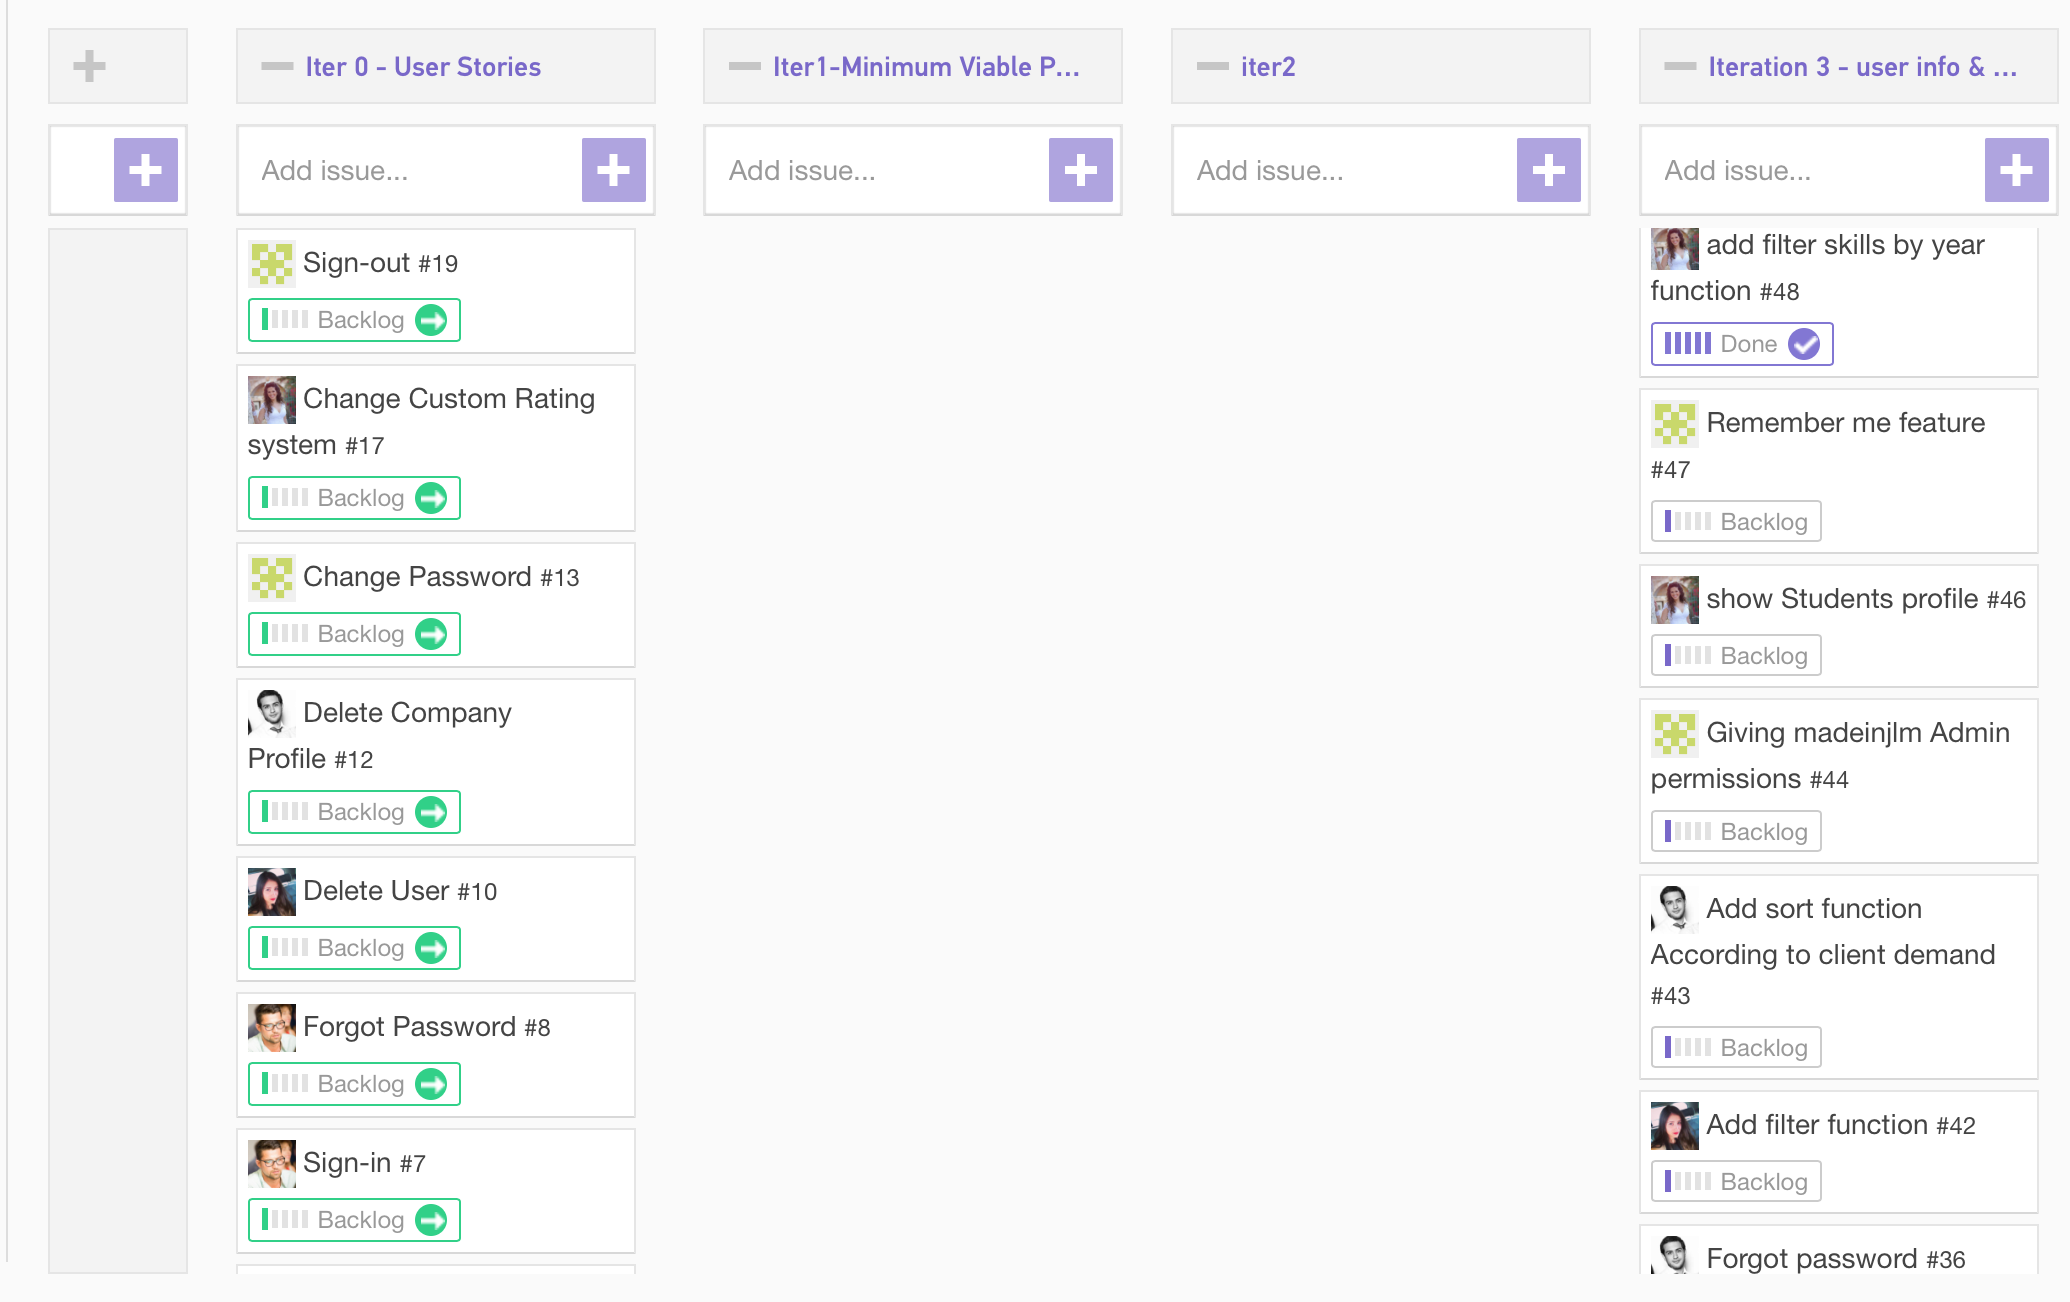 Iter 0 - User Stories
Add issue...
Sign-out #19
Backlog
Change Custom Rating
system #17
Backlog
Change Password #13
Backlog
Delete Company
Profile #12
Backlog
Delete User #10
Backlog
Forgot Password #8
Backlog
Sign-in #7
Backlog
Iter1-Minimum Viable P...
Add issue...
iter2
Add issue...
Iteration 3 - user info & ...
Add issue...
add filter skills by year
function #48
Done
Remember me feature
#47
Backlog
show Students profile #46
Backlog
Giving madeinjlm Admin
permissions #44
Backlog
Add sort function
According to client demand
#43
Backlog
Add filter function #42
Backlog
Forgot password #36